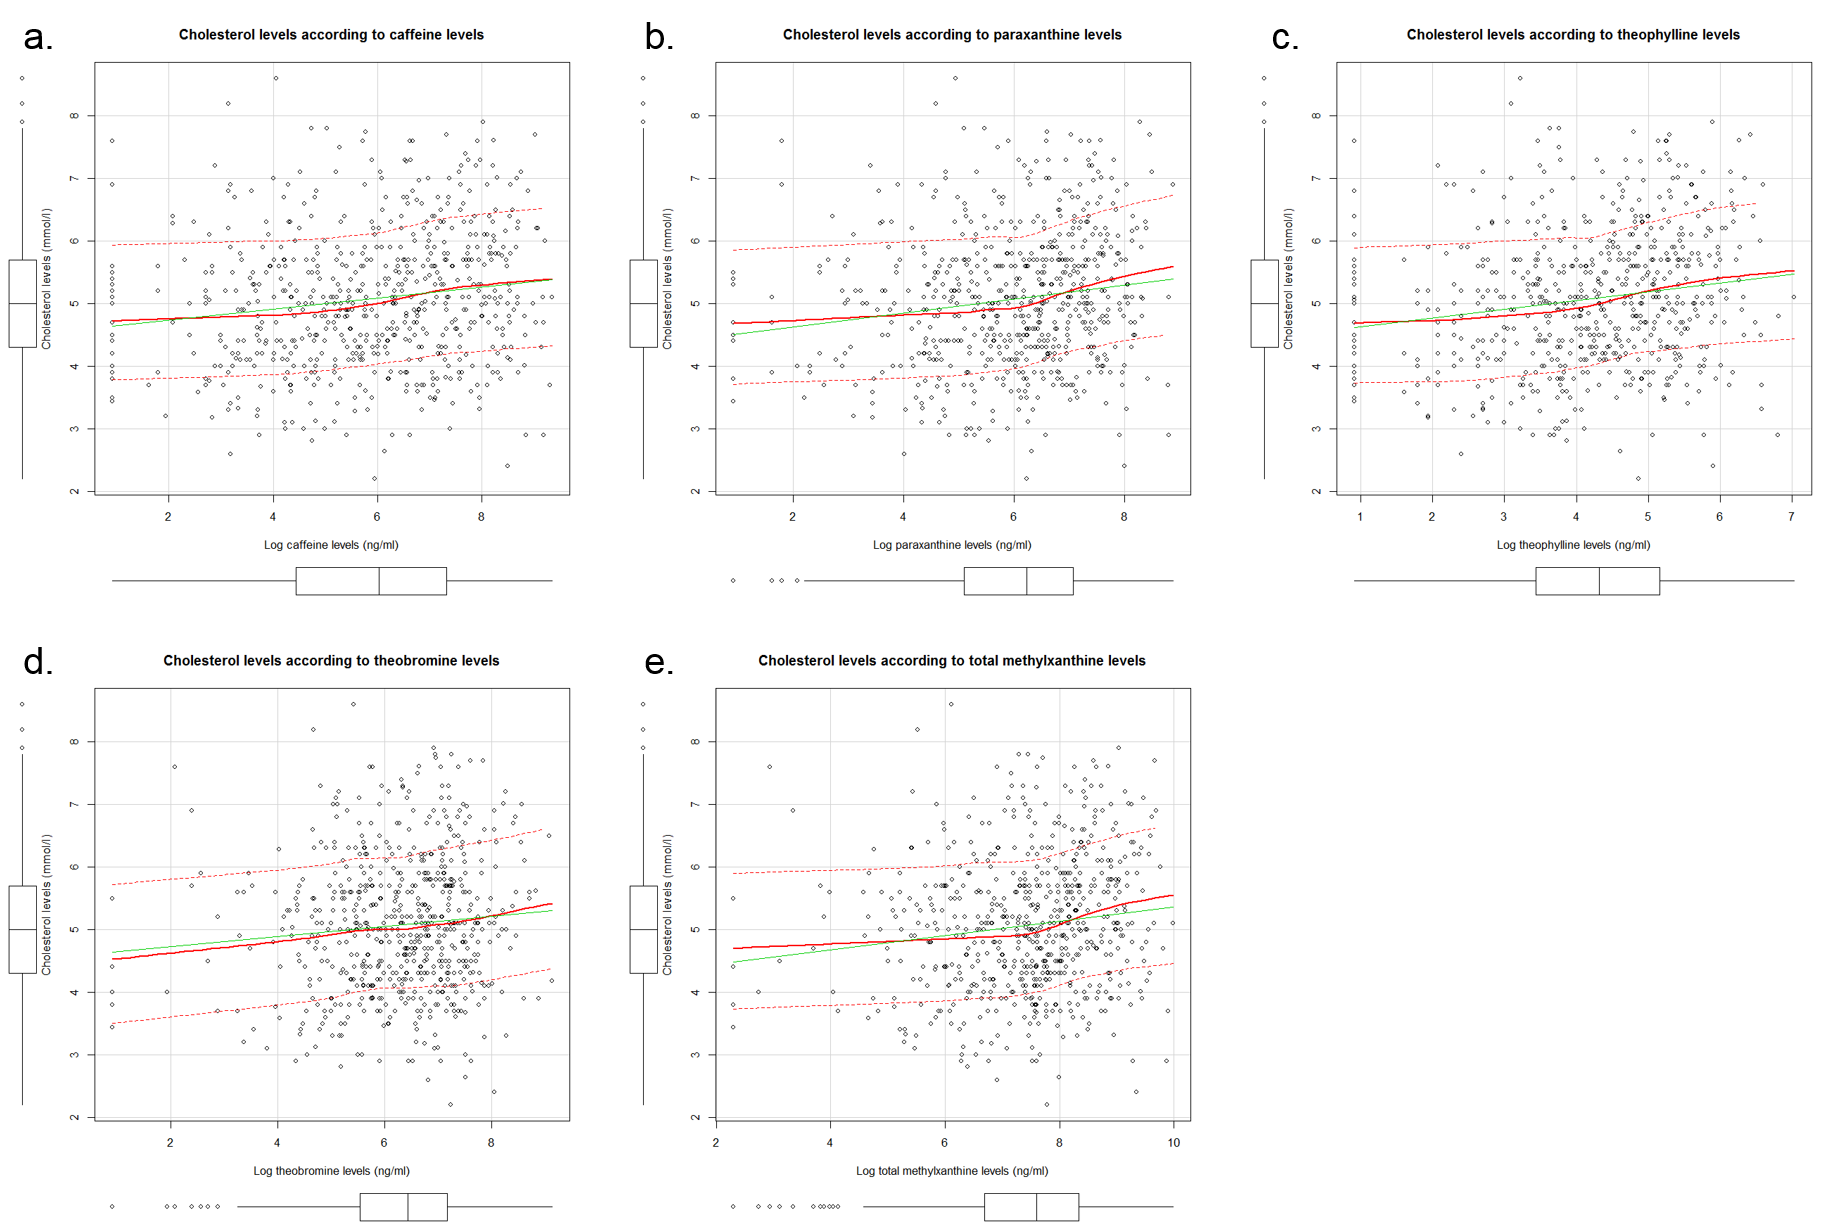 a.
Cholesterol levels according to caffeine levels
Cholesterol levels (mmol/l)
8
7
6
5
4
3
2
2 4 6 8
Log caffeine levels (ng/ml)
b.
Cholesterol levels according to paraxanthine levels
Cholesterol levels (mmol/l)
8
7
6
5
4
3
2
2 4 6 8
Log paraxanthine levels (ng/ml)
c.
Cholesterol levels according to theophylline levels
Cholesterol levels (mmol/l)
8
7
6
5
4
3
2
1 2 3 4 5 6 7
Log theophylline levels (ng/ml)
d.
Cholesterol levels according to theobromine levels
Cholesterol levels (mmol/l)
8
7
6
5
4
3
2
2 4 6 8
Log theobromine levels (ng/ml)
e.
Cholesterol levels according to total methylxanthine levels
Cholesterol levels (mmol/l)
8
7
6
5
4
3
2
2 4 6 8 10
Log total methylxanthine levels (ng/ml)